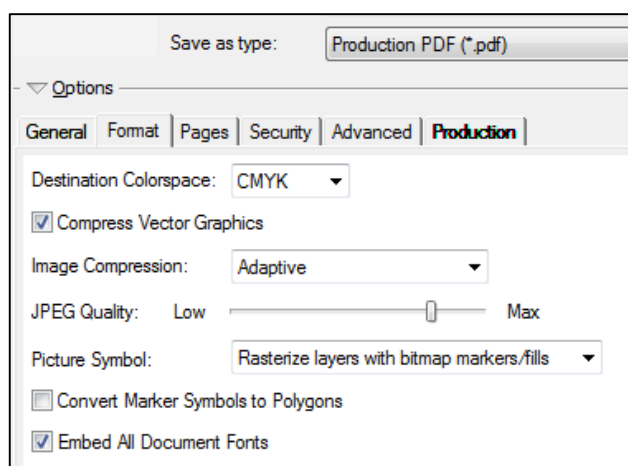 Save as type: Production PDF (*.pdf)
Options
General Format Pages Security Advanced Production
Destination Colorspace: CMYK
Compress Vector Graphics
Image Compression: Adaptive
JPEG Quality: Low Max
Picture Symbol: Rasterize layers with bitmap markers/fills
Convert Marker Symbols to Polygons
Embed All Document Fonts